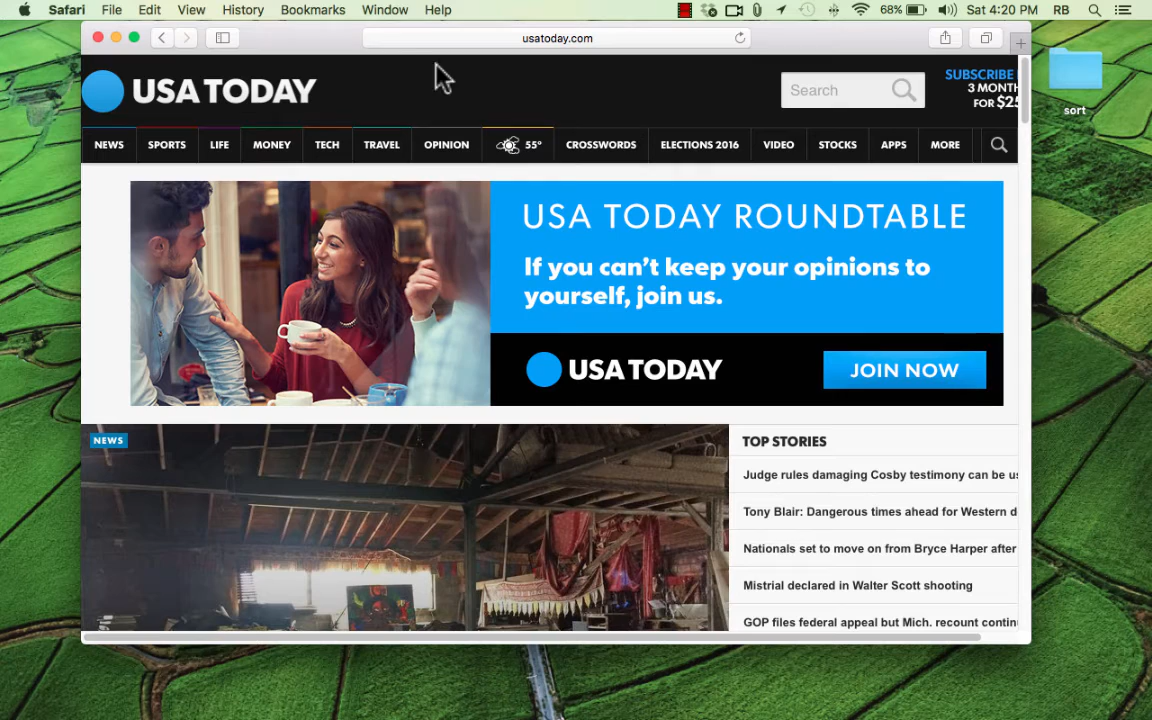 Safari File Edit View History Bookmarks Window Help 68% Sat 4:20 PM RB
usatoday.com
sort
USA TODAY
Search
SUBSCRIBE
3 MONTH
FOR $25
NEWS SPORTS LIFE MONEY TECH TRAVEL OPINION 55° CROSSWORDS ELECTIONS 2016 VIDEO STOCKS APPS MORE
USA TODAY ROUNDTABLE
If you can't keep your opinions to
yourself, join us.
USA TODAY
JOIN NOW
NEWS
TOP STORIES
Judge rules damaging Cosby testimony can be us
Tony Blair: Dangerous times ahead for Western d
Nationals set to move on from Bryce Harper after
Mistrial declared in Walter Scott shooting
GOP files federal appeal but Mich. recount contin